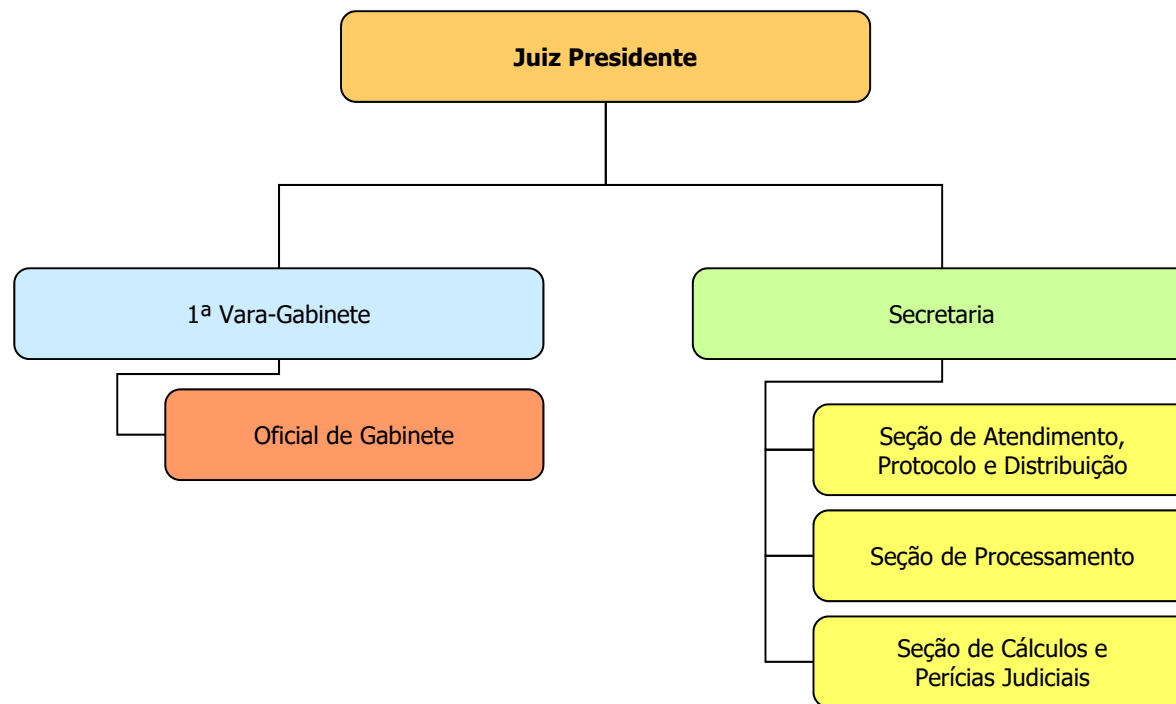 Juiz Presidente
1ª Vara-Gabinete
Secretaria
Oficial de Gabinete
Seção de Atendimento,
Protocolo e Distribuição
Seção de Processamento
Seção de Cálculos e
Perícias Judiciais